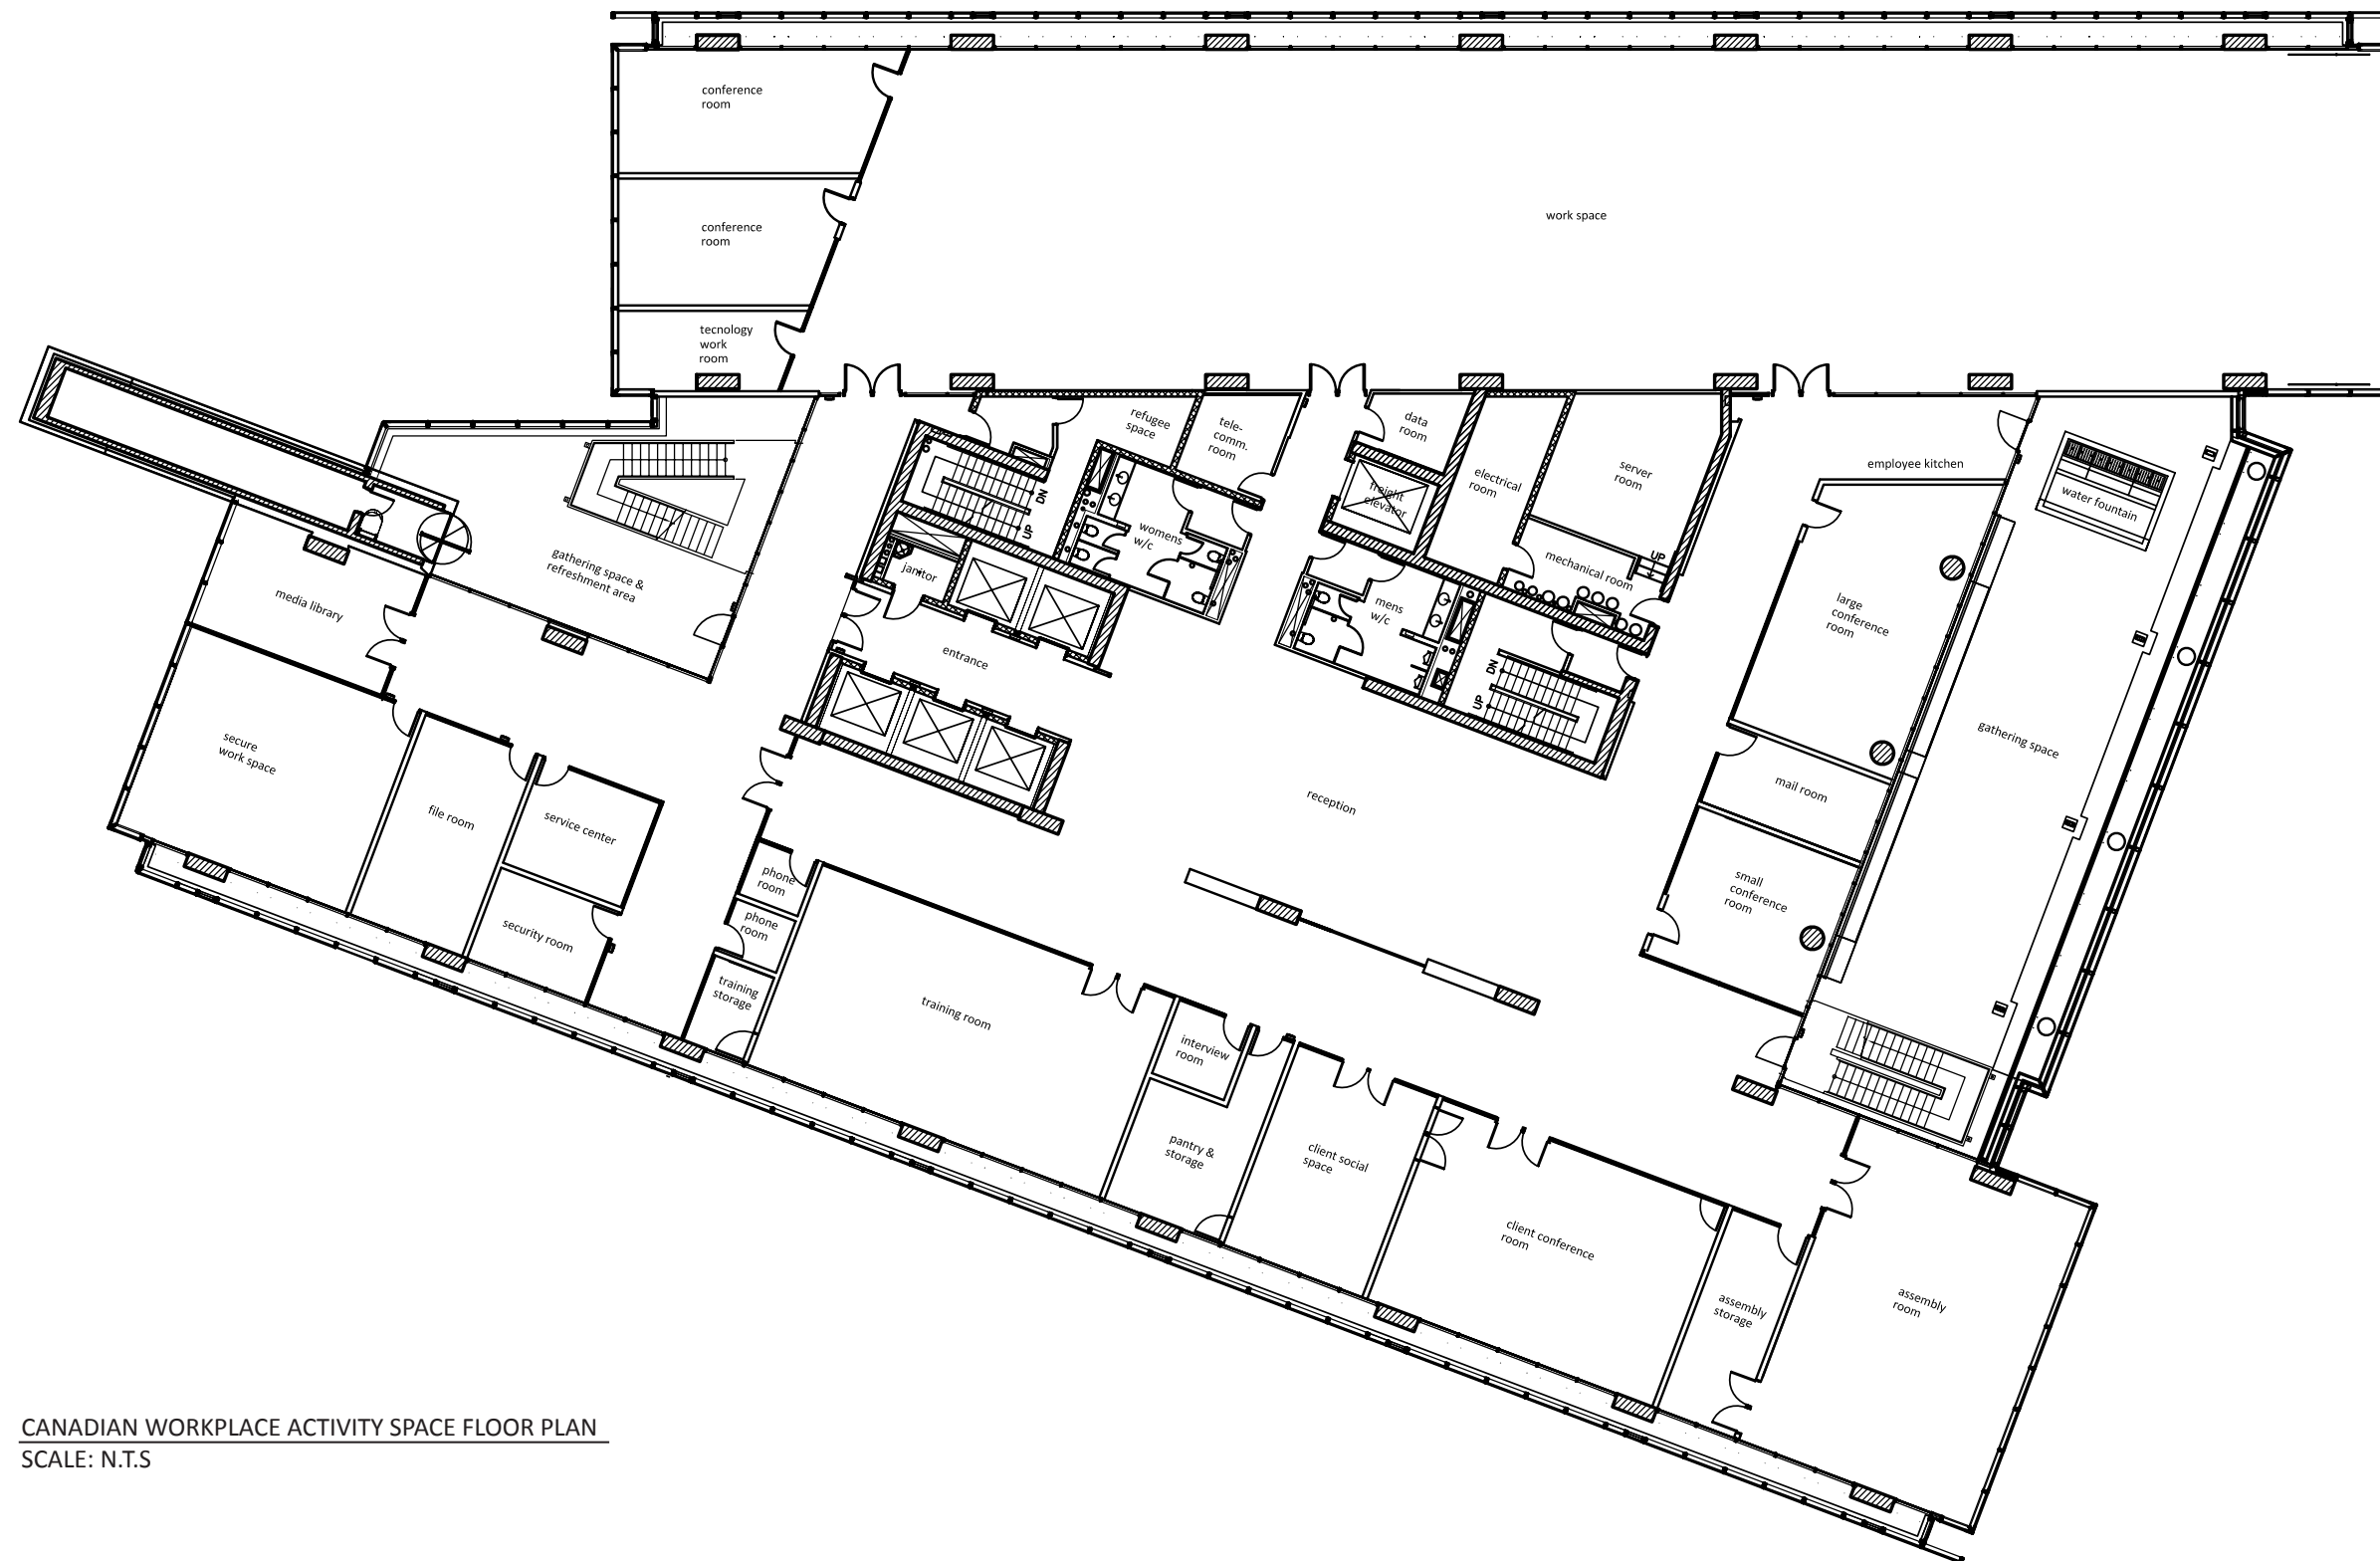 conference
room
work space
conference
room
tecnology
work
room
refugee
space
tele-
comm.
room
data
room
electrical
room
server
room
employee kitchen
water fountain
freight
elevator
DN
UP
womens
w/c
janitor
gathering space &
refreshment area
media library
mechanical room
UP
mens
w/c
large
conference
room
entrance
DN
UP
gathering space
secure
work space
file room
service center
reception
mail room
phone
room
small
conference
room
phone
room
security room
training
storage
training room
interview
room
pantry &
storage
client social
space
client conference
room
assembly
storage
assembly
room
CANADIAN WORKPLACE ACTIVITY SPACE FLOOR PLAN
SCALE: N.T.S